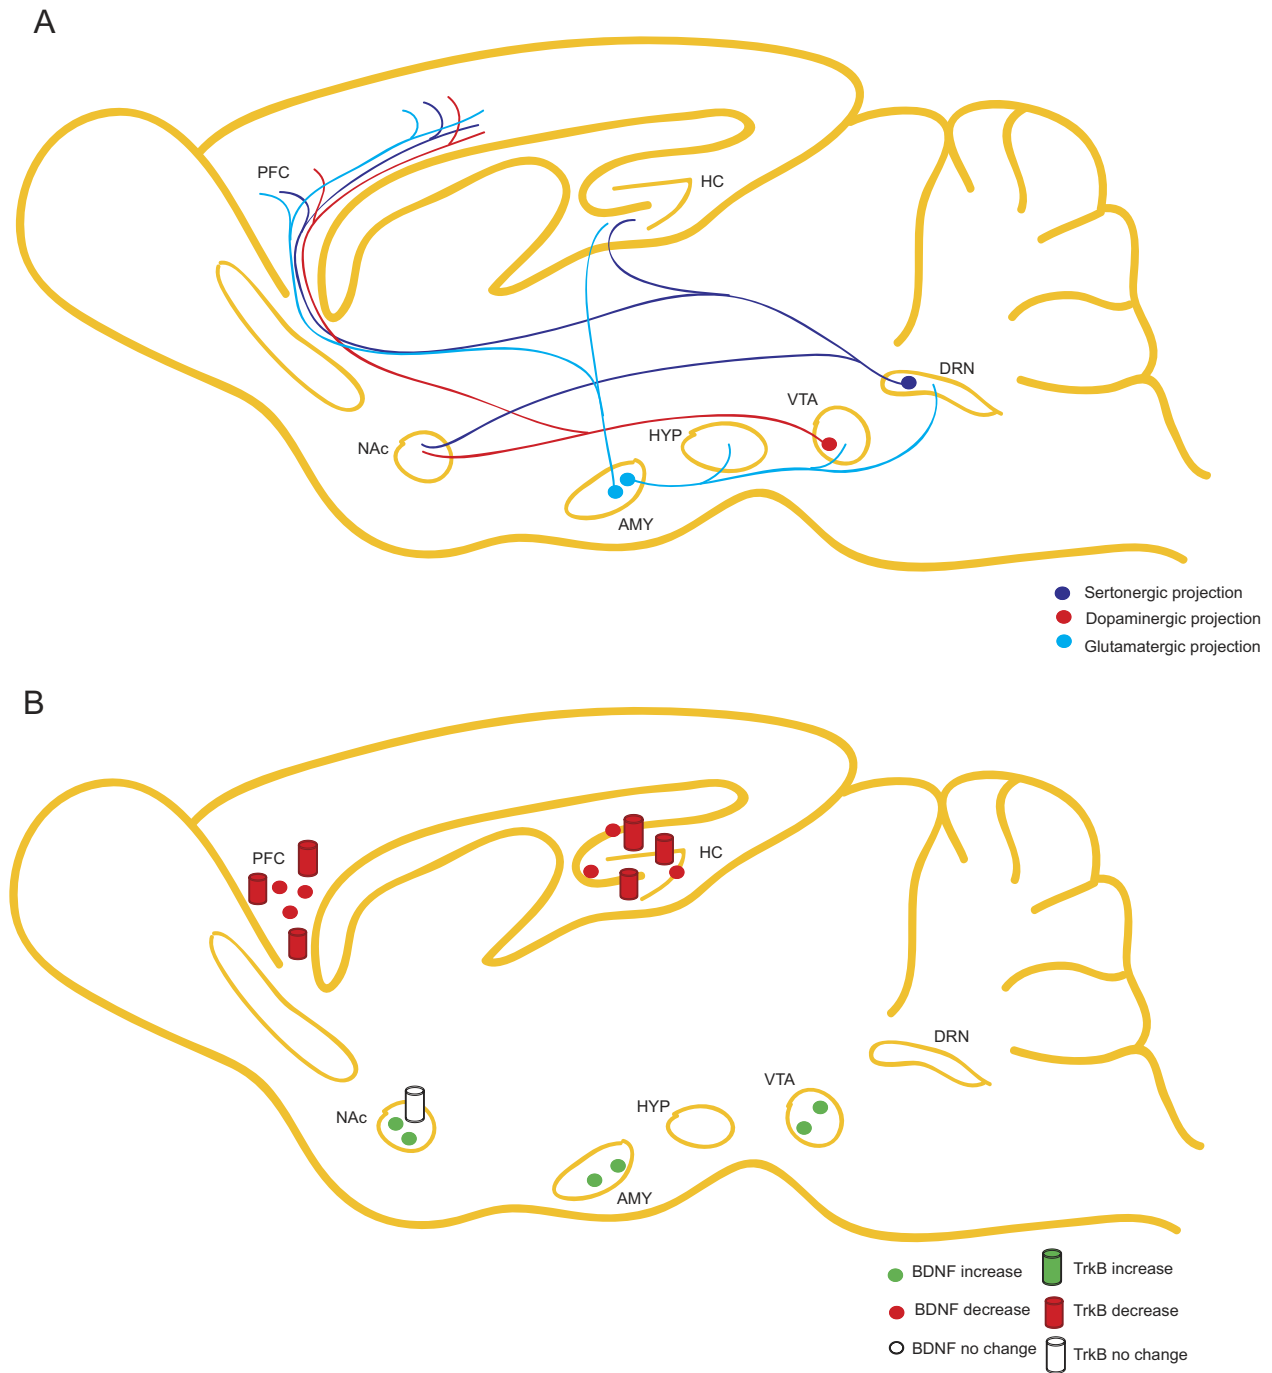 A
PFC
HC
DRN
VTA
HYP
NAc
AMY
Sertonergic projection
Dopaminergic projection
Glutamatergic projection
B
PFC
HC
DRN
VTA
HYP
NAc
AMY
BDNF increase
TrkB increase
BDNF decrease
TrkB decrease
BDNF no change
TrkB no change